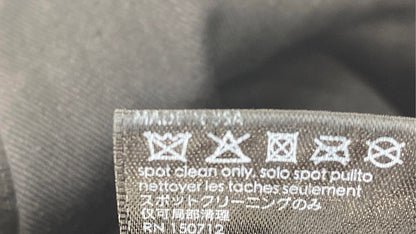 MADE IN USA
spot clean only, solo spot pulito
nettoyer les taches seulement
スポットクリーニングのみ
仅可局部清理
RN 150712